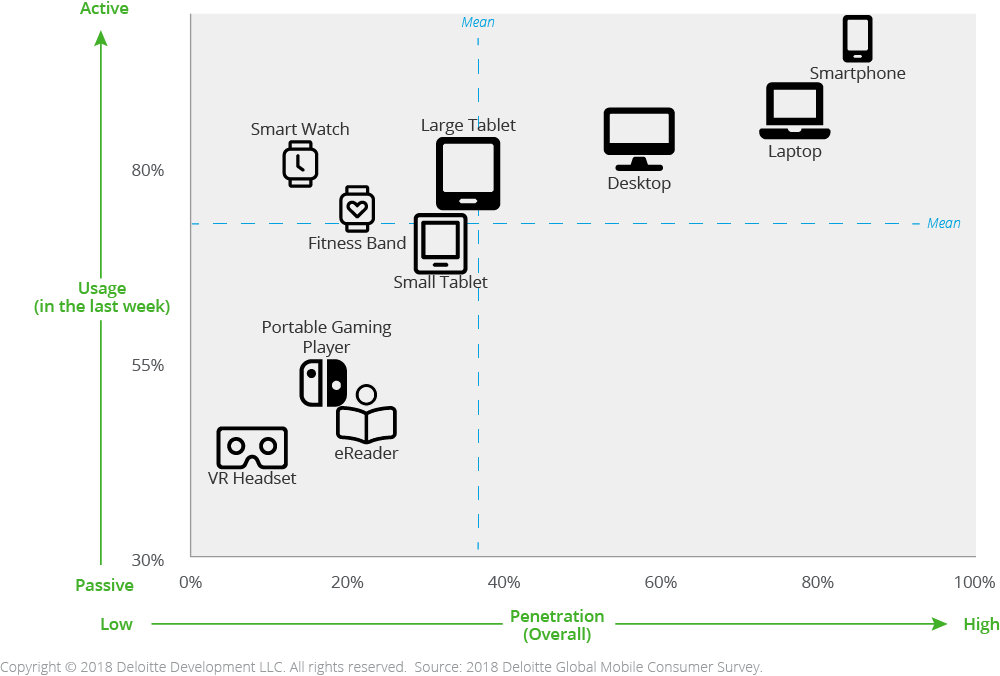 Active
Mean
Smartphone
Smart Watch
Large Tablet
Laptop
80%
Desktop
Mean
Fitness Band
Small Tablet
Usage
(in the last week)
Portable Gaming
Player
55%
eReader
VR Headset
30%
Passive
0%
20%
40%
60%
80%
100%
Low
Penetration
(Overall)
High
Copyright © 2018 Deloitte Development LLC. All rights reserved.  Source: 2018 Deloitte Global Mobile Consumer Survey.